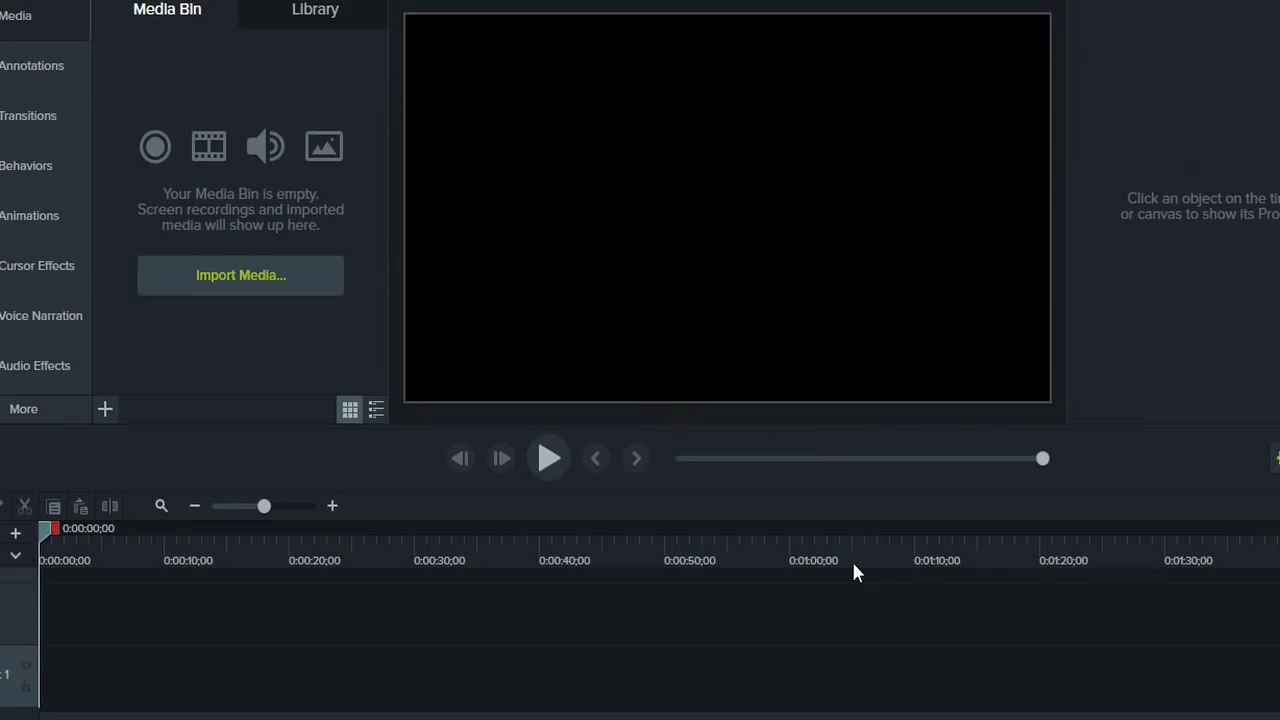 Media
Media Bin
Library
Annotations
Transitions
Behaviors
Animations
Cursor Effects
Voice Narration
Audio Effects
More
Your Media Bin is empty.
Screen recordings and imported
media will show up here.
Import Media...
Click an object on the
or canvas to show its
0:00:00;00
0:00:00;00
0:00:10;00
0:00:20;00
0:00:30;00
0:00:40;00
0:00:50;00
0:01:00;00
0:01:10;00
0:01:20;00
0:01:30;00
1